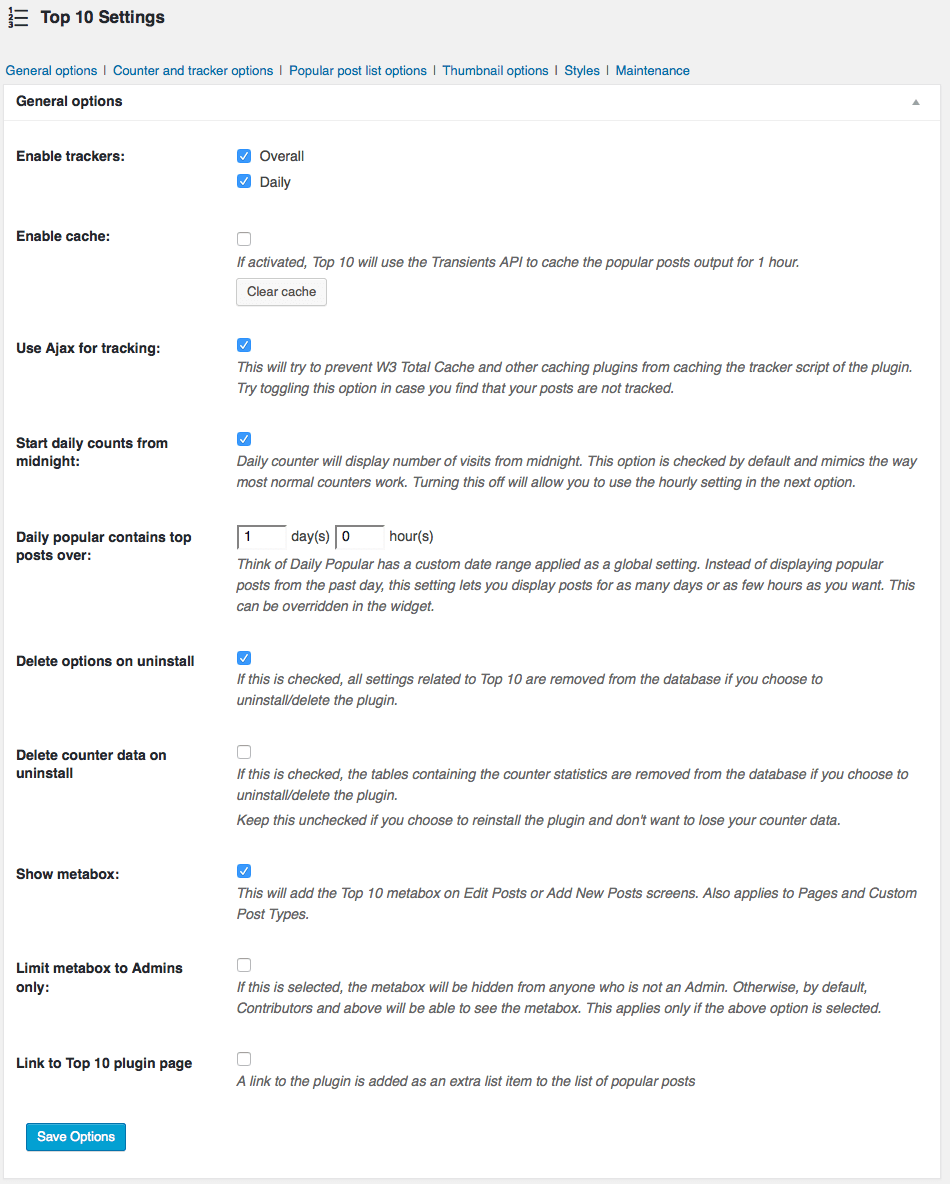 Top 10 Settings
General options | Counter and tracker options | Popular post list options | Thumbnail options | Styles | Maintenance
General options
Enable trackers:
Overall
Daily
Enable cache:
If activated, Top 10 will use the Transients API to cache the popular posts output for 1 hour.
Clear cache
Use Ajax for tracking:
This will try to prevent W3 Total Cache and other caching plugins from caching the tracker script of the plugin.
Try toggling this option in case you find that your posts are not tracked.
Start daily counts from
midnight:
Daily counter will display number of visits from midnight. This option is checked by default and mimics the way
most normal counters work. Turning this off will allow you to use the hourly setting in the next option.
Daily popular contains top
posts over:
1 day(s) 0 hour(s)
Think of Daily Popular has a custom date range applied as a global setting. Instead of displaying popular
posts from the past day, this setting lets you display posts for as many days or as few hours as you want. This
can be overridden in the widget.
Delete options on uninstall
If this is checked, all settings related to Top 10 are removed from the database if you choose to
uninstall/delete the plugin.
Delete counter data on
uninstall
If this is checked, the tables containing the counter statistics are removed from the database if you choose to
uninstall/delete the plugin.
Keep this unchecked if you choose to reinstall the plugin and don't want to lose your counter data.
Show metabox:
This will add the Top 10 metabox on Edit Posts or Add New Posts screens. Also applies to Pages and Custom
Post Types.
Limit metabox to Admins
only:
If this is selected, the metabox will be hidden from anyone who is not an Admin. Otherwise, by default,
Contributors and above will be able to see the metabox. This applies only if the above option is selected.
Link to Top 10 plugin page
A link to the plugin is added as an extra list item to the list of popular posts
Save Options